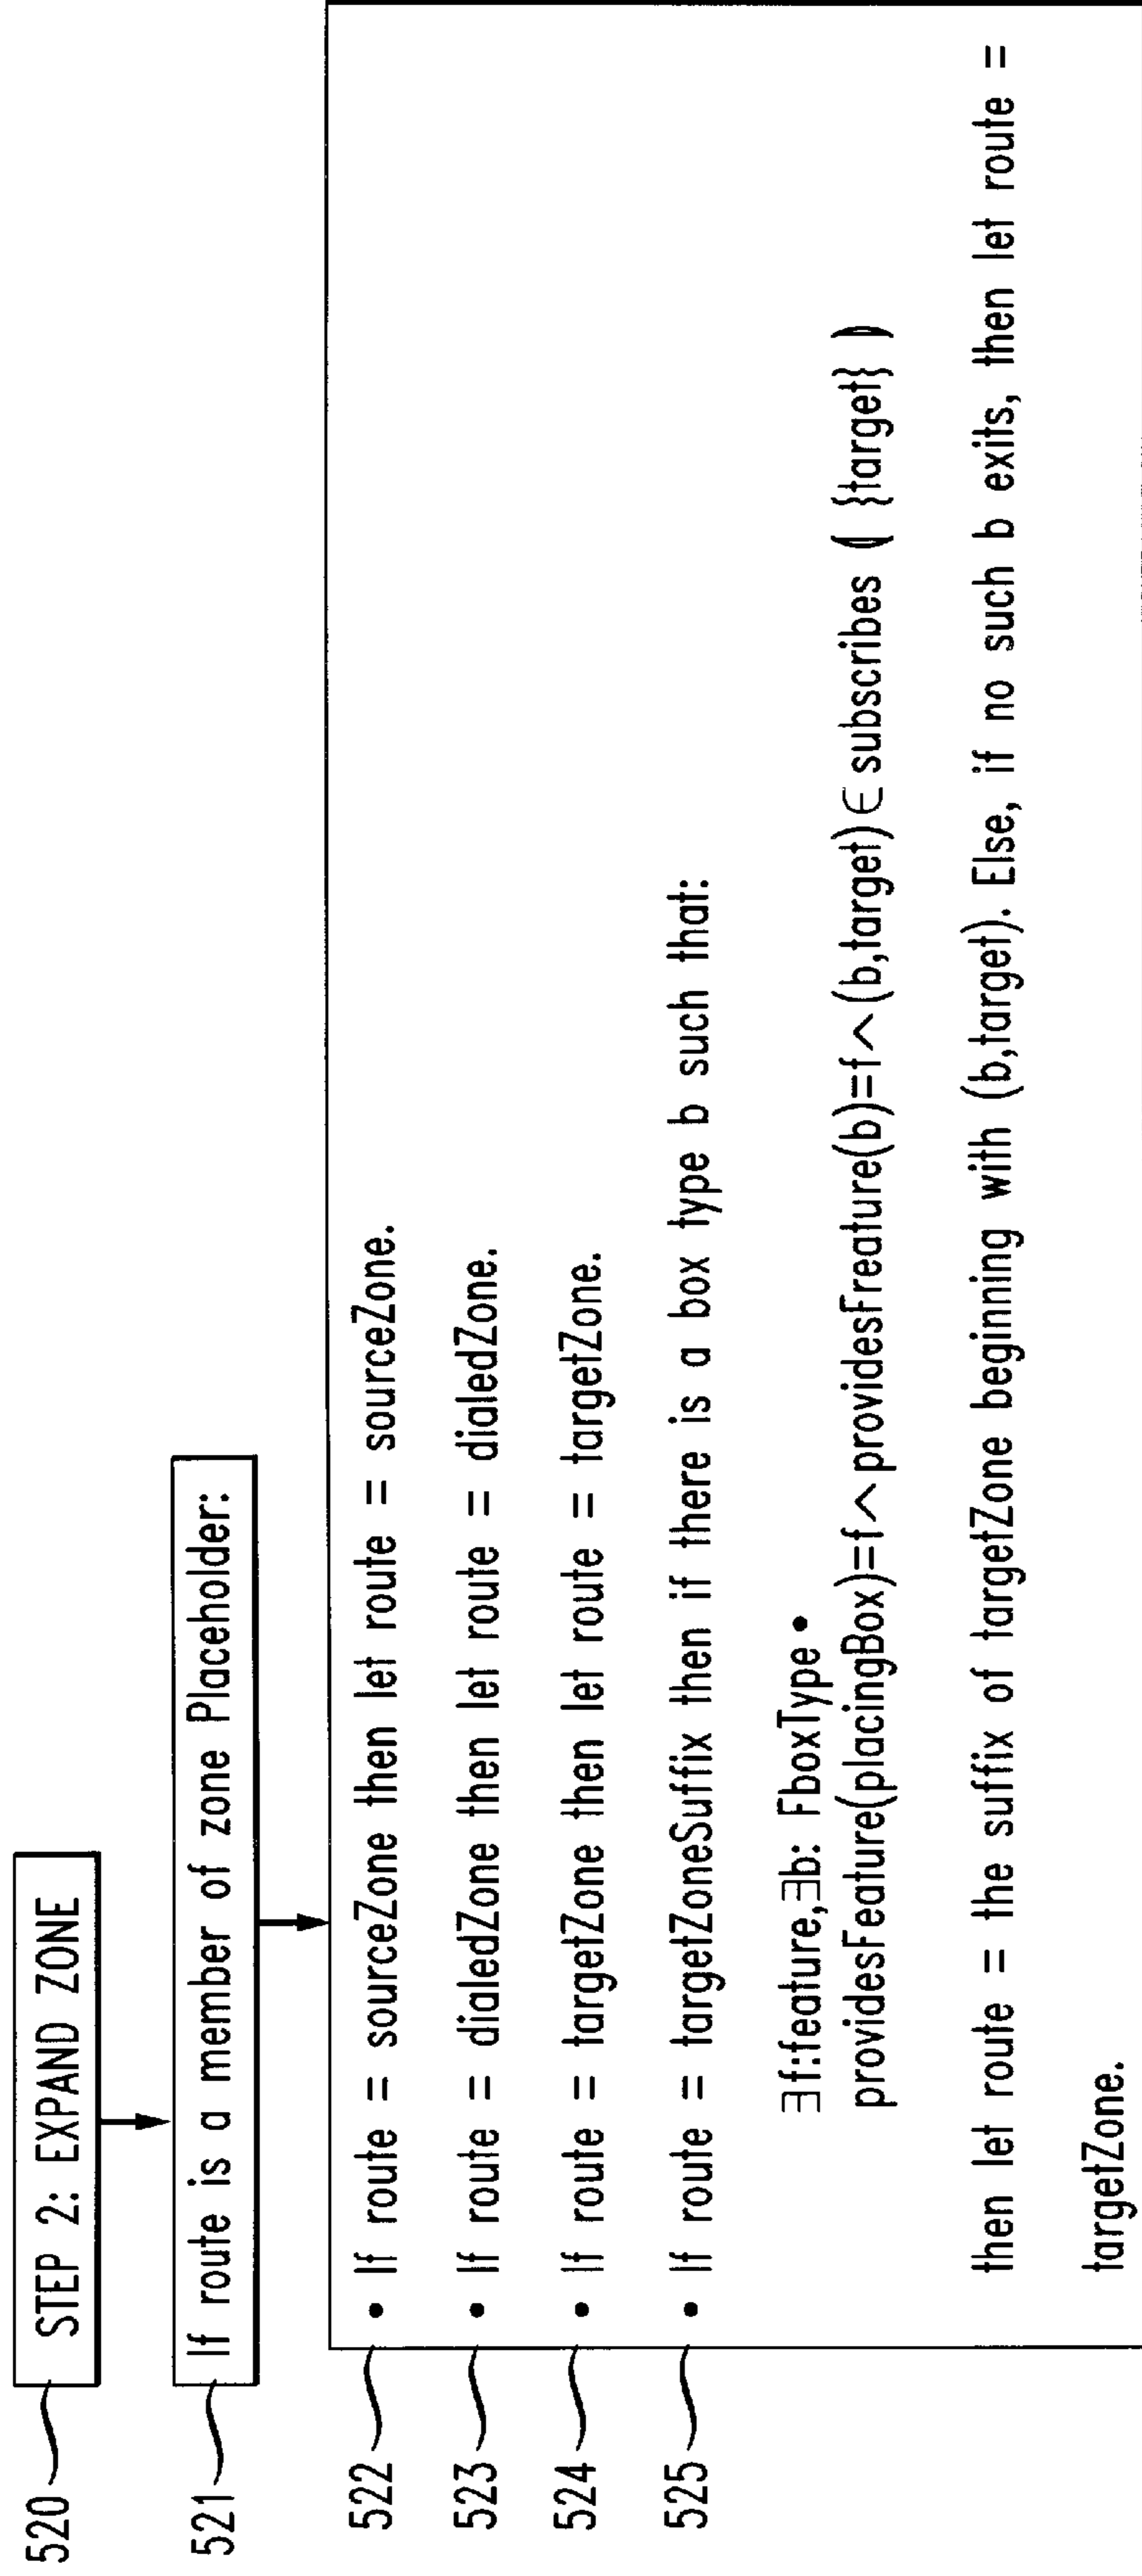 520
STEP 2: EXPAND ZONE
521
If route is a member of zone Placeholder:
522
• If route = sourceZone then let route = sourceZone.
523
• If route = dialedZone then let route = dialedZone.
524
• If route = targetZone then let route = targetZone.
525
• If route = targetZoneSuffix then if there is a box type b such that:
∃f:feature,∃b: FboxType •
providesFeature(placingBox)=f∧providesFreature(b)=f∧(b,target)∈subscribes ⦇ {target} ⦈
then let route = the suffix of targetZone beginning with (b,target). Else, if no such b exits, then let route =
targetZone.